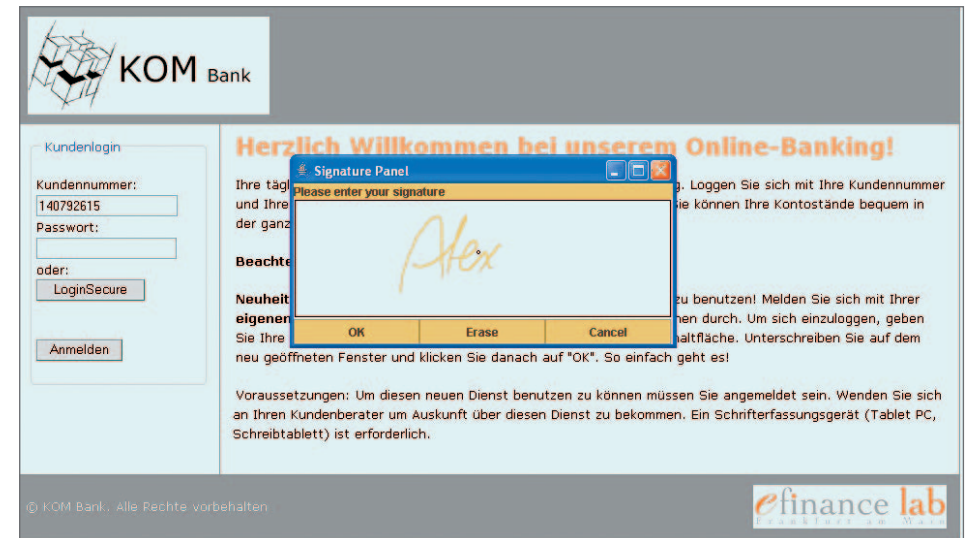 KOM Bank
Kundenlogin
Kundennummer:
140792615
Passwort:
oder:
LoginSecure
Anmelden
Herzlich Willkommen bei unserem Online-Banking!
Ihre tägl g. Loggen Sie sich mit Ihre Kundennummer
und Ihre ie können Ihre Kontostände bequem in
der ganz
Beachte
Neuheit zu benutzen! Melden Sie sich mit Ihrer
eigenen en durch. Um sich einzuloggen, geben
Sie Ihre haltfläche. Unterschreiben Sie auf dem
neu geöffneten Fenster und klicken Sie danach auf "OK". So einfach geht es!
Voraussetzungen: Um diesen neuen Dienst benutzen zu können müssen Sie angemeldet sein. Wenden Sie sich
an Ihren Kundenberater um Auskunft über diesen Dienst zu bekommen. Ein Schrifterfassungsgerät (Tablet PC,
Schreibtablett) ist erforderlich.
Signature Panel
Please enter your signature
Alex
OK Erase Cancel
© KOM Bank. Alle Rechte vorbehalten
efinance lab
Frankfurt am Main